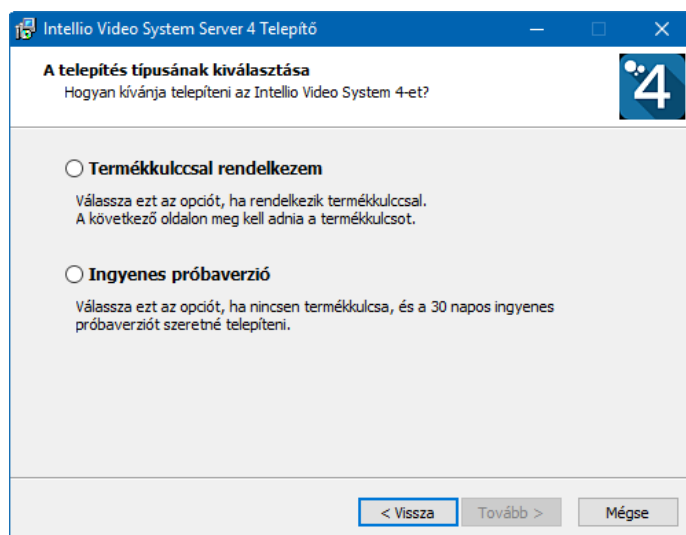 Intellio Video System Server 4 Telepítő
A telepítés típusának kiválasztása
Hogyan kívánja telepíteni az Intellio Video System 4-et?
4
Termékkulccsal rendelkezem
Válassza ezt az opciót, ha rendelkezik termékkulccsal.
A következő oldalon meg kell adnia a termékkulcsot.
Ingyenes próbaverzió
Válassza ezt az opciót, ha nincsen termékkulcsa, és a 30 napos ingyenes
próbaverziót szeretné telepíteni.
< Vissza Tovább > Mégse